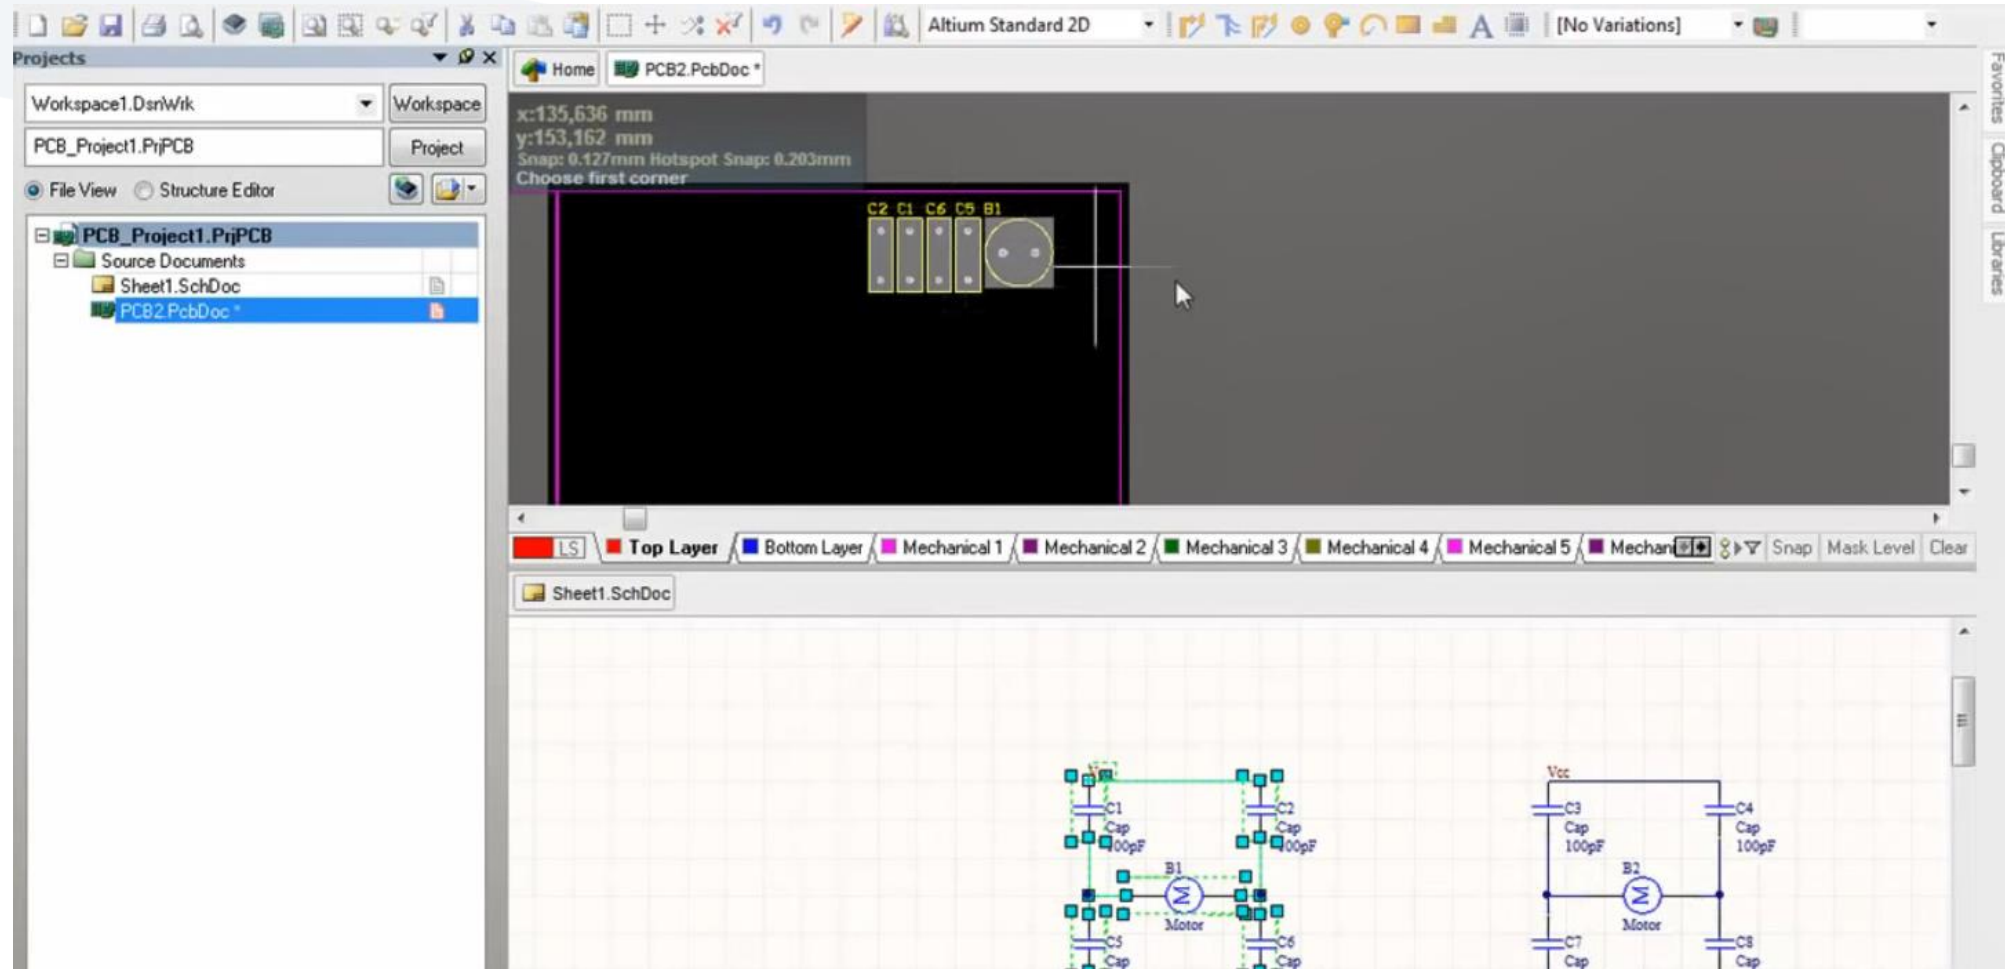 Altium Standard 2D
[No Variations]
Projects
Workspace1.DsnWrk
Workspace
PCB_Project1.PrjPCB
Project
File View
Structure Editor
PCB_Project1.PrjPCB
Source Documents
Sheet1.SchDoc
PCB2.PcbDoc *
Home
PCB2.PcbDoc *
x:135,636 mm
y:153,162 mm
Snap: 0.127mm Hotspot Snap: 0.203mm
Choose first corner
C2 C1 C6 C5 B1
Favorites
Clipboard
Libraries
LS
Top Layer
Bottom Layer
Mechanical 1
Mechanical 2
Mechanical 3
Mechanical 4
Mechanical 5
Mechani
Snap
Mask Level
Clear
Sheet1.SchDoc
C1
Cap
100pF
C2
Cap
100pF
B1
M
Motor
C5
Cap
C6
Cap
Vcc
C3
Cap
100pF
C4
Cap
100pF
B2
M
Motor
C7
Cap
C8
Cap